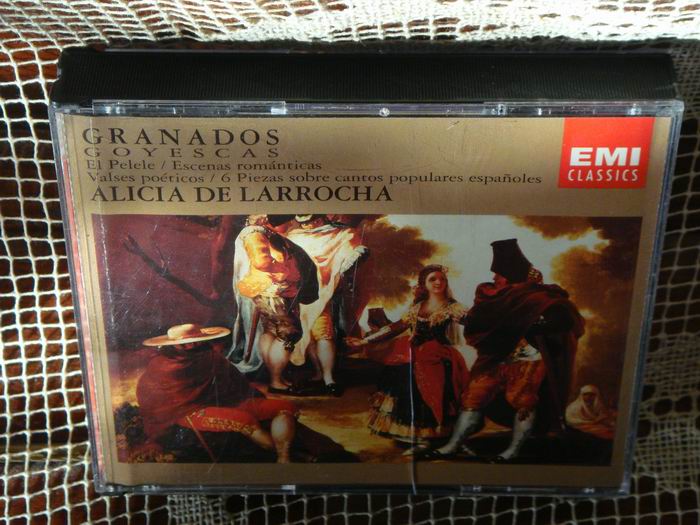 GRANADOS
GOYESCAS
El Pelele / Escenas románticas
Valses poéticos / 6 Piezas sobre cantos populares españoles
ALICIA DE LARROCHA
EMI
CLASSICS